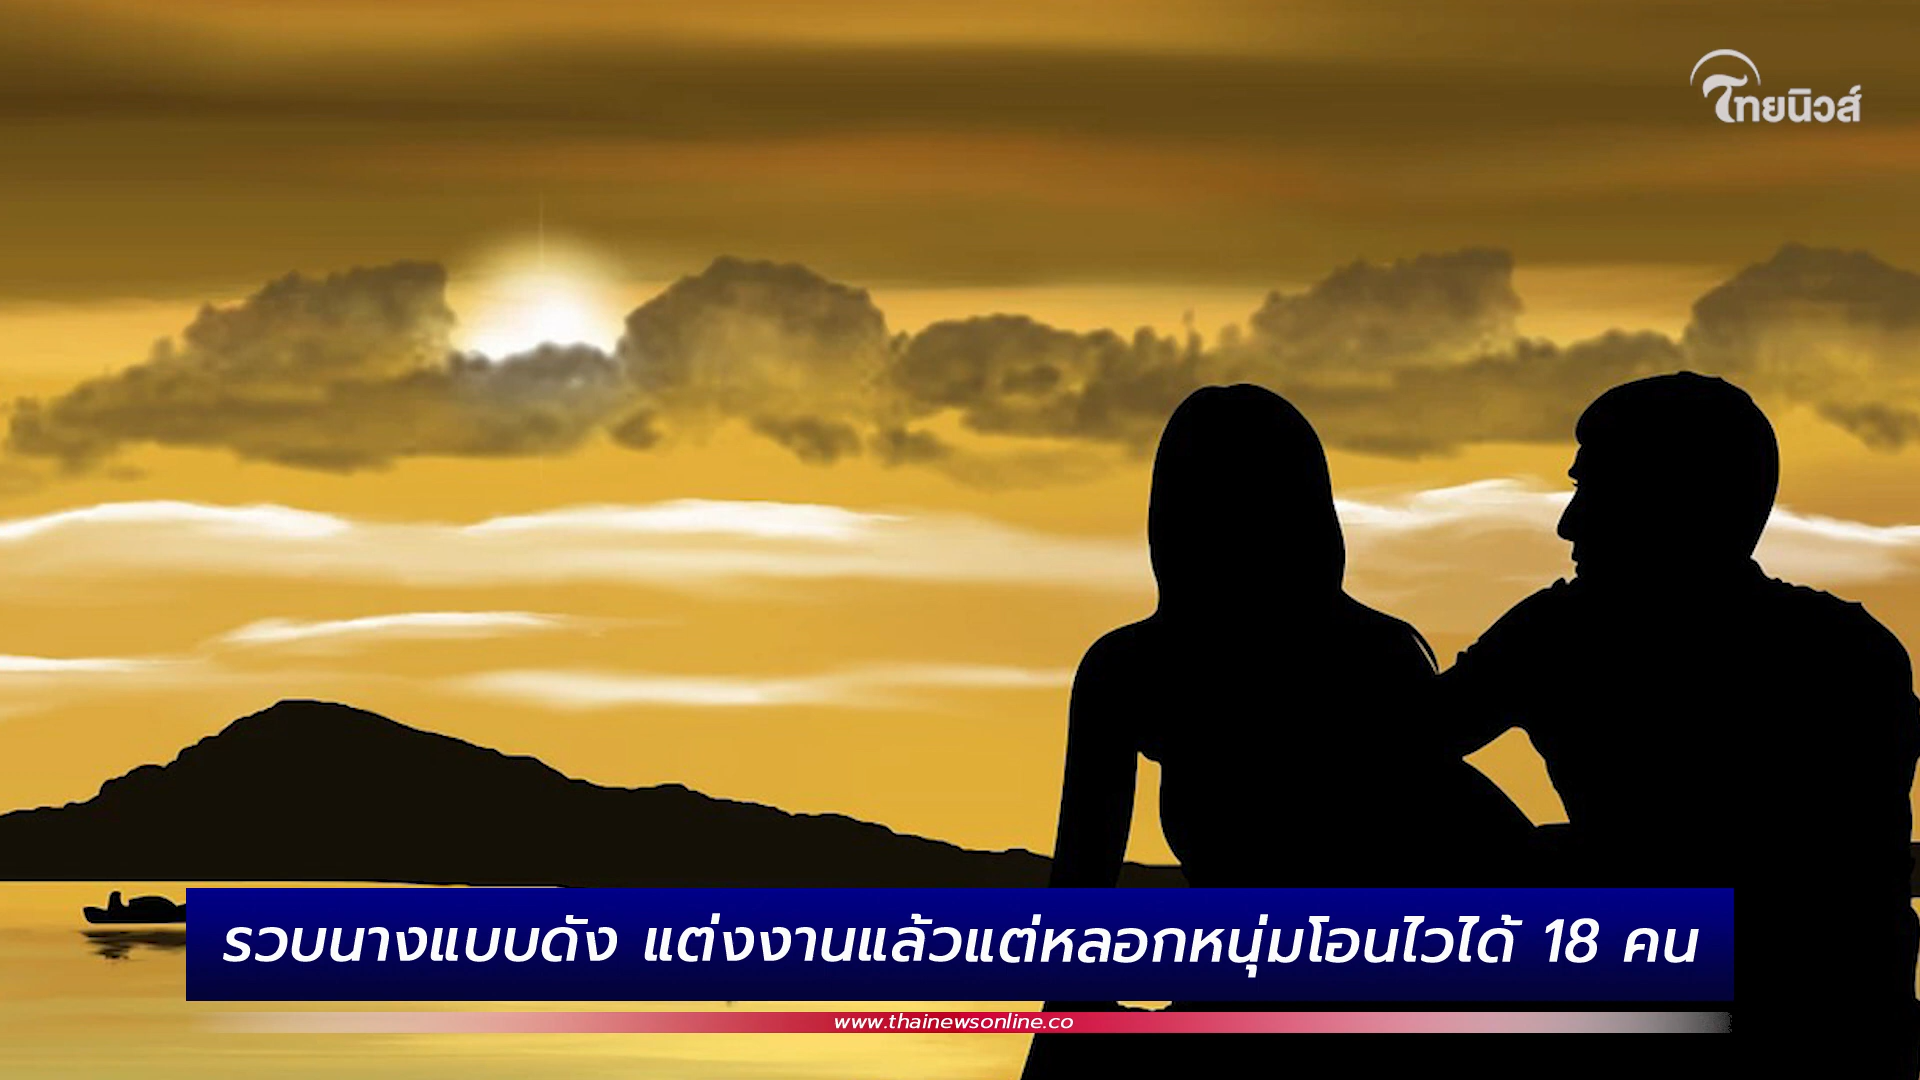 ไทยนิวส์
รวบนางแบบดัง แต่งงานแล้วแต่หลอกหนุ่มโอนไวได้ 18 คน
www.thainewsonline.co